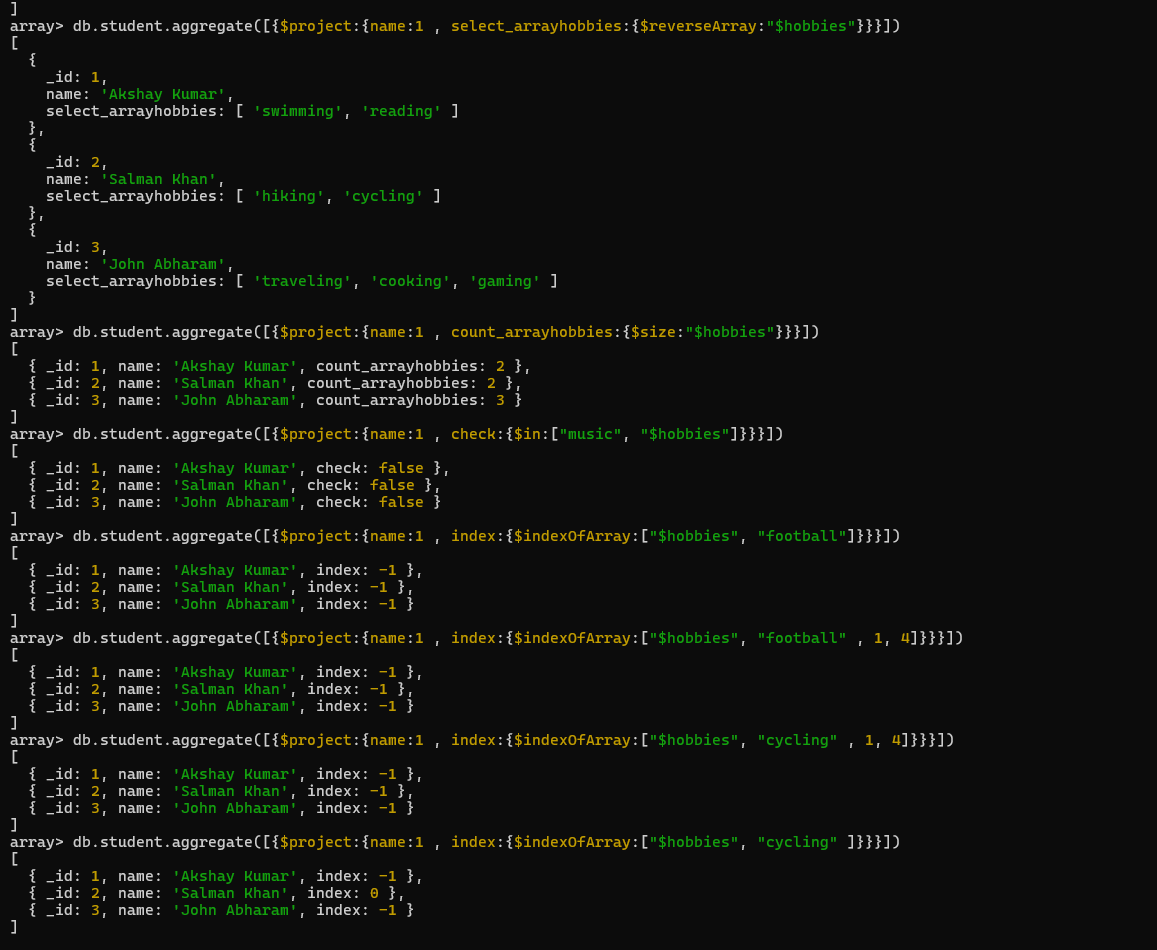 ]
array> db.student.aggregate([{$project:{name:1 , select_arrayhobbies:{$reverseArray:"$hobbies"}}}])
[
  {
    _id: 1,
    name: 'Akshay Kumar',
    select_arrayhobbies: [ 'swimming', 'reading' ]
  },
  {
    _id: 2,
    name: 'Salman Khan',
    select_arrayhobbies: [ 'hiking', 'cycling' ]
  },
  {
    _id: 3,
    name: 'John Abharam',
    select_arrayhobbies: [ 'traveling', 'cooking', 'gaming' ]
  }
]
array> db.student.aggregate([{$project:{name:1 , count_arrayhobbies:{$size:"$hobbies"}}}])
[
  { _id: 1, name: 'Akshay Kumar', count_arrayhobbies: 2 },
  { _id: 2, name: 'Salman Khan', count_arrayhobbies: 2 },
  { _id: 3, name: 'John Abharam', count_arrayhobbies: 3 }
]
array> db.student.aggregate([{$project:{name:1 , check:{$in:["music", "$hobbies"]}}}])
[
  { _id: 1, name: 'Akshay Kumar', check: false },
  { _id: 2, name: 'Salman Khan', check: false },
  { _id: 3, name: 'John Abharam', check: false }
]
array> db.student.aggregate([{$project:{name:1 , index:{$indexOfArray:["$hobbies", "football"]}}}])
[
  { _id: 1, name: 'Akshay Kumar', index: -1 },
  { _id: 2, name: 'Salman Khan', index: -1 },
  { _id: 3, name: 'John Abharam', index: -1 }
]
array> db.student.aggregate([{$project:{name:1 , index:{$indexOfArray:["$hobbies", "football" , 1, 4]}}}])
[
  { _id: 1, name: 'Akshay Kumar', index: -1 },
  { _id: 2, name: 'Salman Khan', index: -1 },
  { _id: 3, name: 'John Abharam', index: -1 }
]
array> db.student.aggregate([{$project:{name:1 , index:{$indexOfArray:["$hobbies", "cycling" , 1, 4]}}}])
[
  { _id: 1, name: 'Akshay Kumar', index: -1 },
  { _id: 2, name: 'Salman Khan', index: -1 },
  { _id: 3, name: 'John Abharam', index: -1 }
]
array> db.student.aggregate([{$project:{name:1 , index:{$indexOfArray:["$hobbies", "cycling" ]}}}])
[
  { _id: 1, name: 'Akshay Kumar', index: -1 },
  { _id: 2, name: 'Salman Khan', index: 0 },
  { _id: 3, name: 'John Abharam', index: -1 }
]